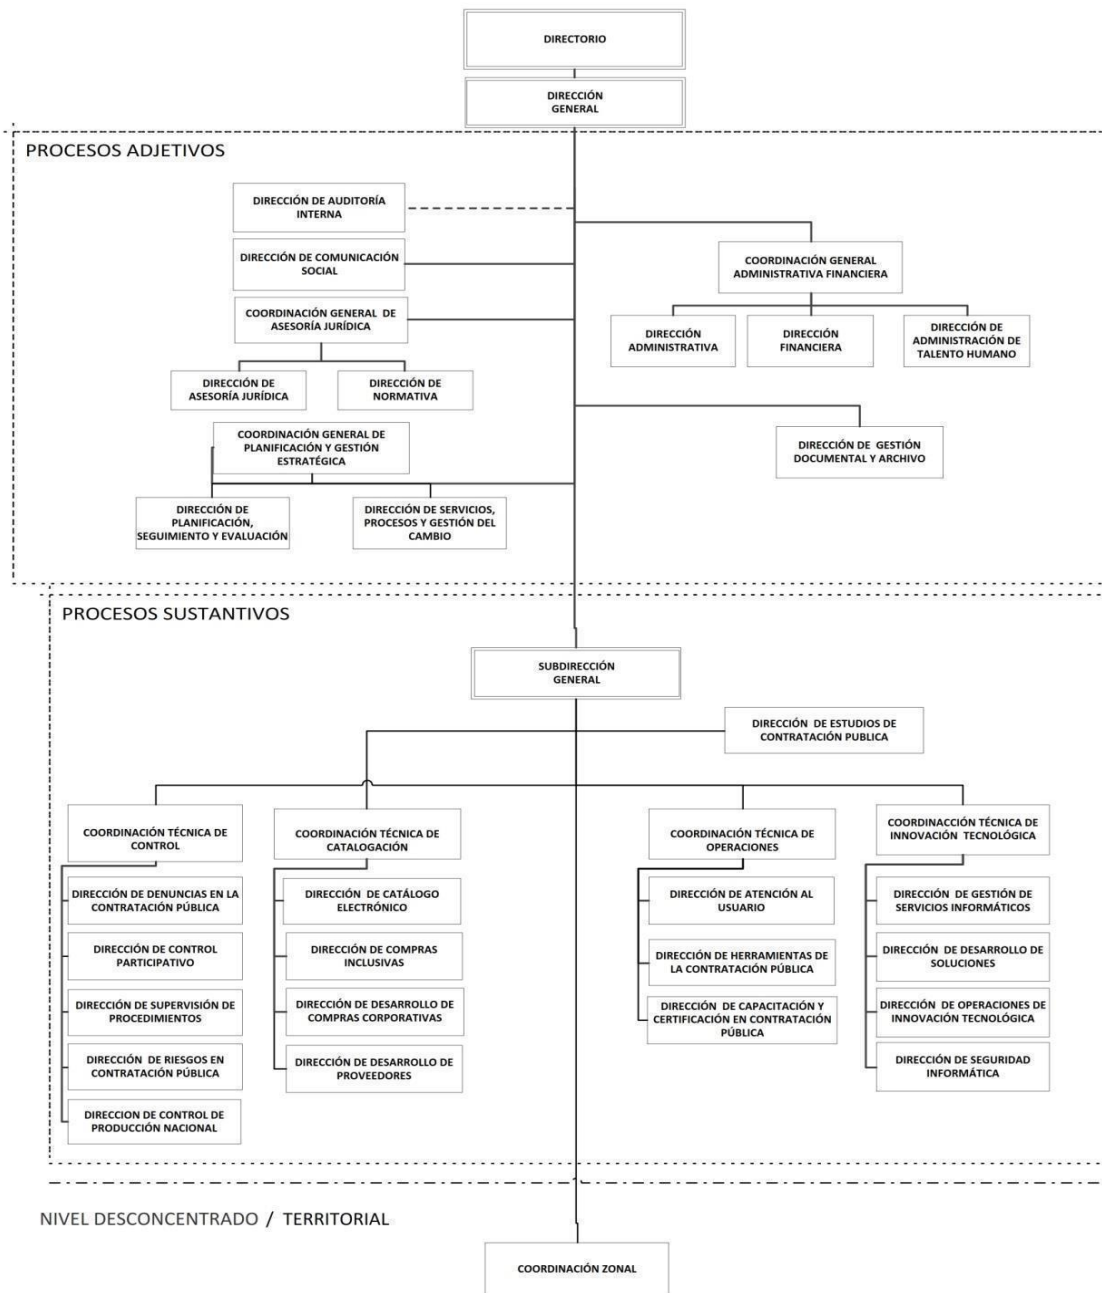 DIRECTORIO
DIRECCIÓN
GENERAL
PROCESOS ADJETIVOS
DIRECCIÓN DE AUDITORÍA
INTERNA
DIRECCIÓN DE COMUNICACIÓN
SOCIAL
COORDINACIÓN GENERAL DE
ASESORÍA JURÍDICA
DIRECCIÓN DE
ASESORÍA JURÍDICA
DIRECCIÓN DE
NORMATIVA
COORDINACIÓN GENERAL DE
PLANIFICACIÓN Y GESTIÓN
ESTRATÉGICA
DIRECCIÓN DE
PLANIFICACIÓN,
SEGUIMIENTO Y EVALUACIÓN
DIRECCIÓN DE SERVICIOS,
PROCESOS Y GESTIÓN DEL
CAMBIO
COORDINACIÓN GENERAL
ADMINISTRATIVA FINANCIERA
DIRECCIÓN
ADMINISTRATIVA
DIRECCIÓN
FINANCIERA
DIRECCIÓN DE
ADMINISTRACIÓN DE
TALENTO HUMANO
DIRECCIÓN DE GESTIÓN
DOCUMENTAL Y ARCHIVO
PROCESOS SUSTANTIVOS
SUBDIRECCIÓN
GENERAL
DIRECCIÓN DE ESTUDIOS DE
CONTRATACIÓN PUBLICA
COORDINACIÓN TÉCNICA DE
CONTROL
DIRECCIÓN DE DENUNCIAS EN LA
CONTRATACIÓN PÚBLICA
DIRECCIÓN DE CONTROL
PARTICIPATIVO
DIRECCIÓN DE SUPERVISIÓN DE
PROCEDIMIENTOS
DIRECCIÓN DE RIESGOS EN
CONTRATACIÓN PÚBLICA
DIRECCION DE CONTROL DE
PRODUCCIÓN NACIONAL
COORDINACIÓN TÉCNICA DE
CATALOGACIÓN
DIRECCIÓN DE CATÁLOGO
ELECTRÓNICO
DIRECCIÓN DE COMPRAS
INCLUSIVAS
DIRECCIÓN DE DESARROLLO DE
COMPRAS CORPORATIVAS
DIRECCIÓN DE DESARROLLO DE
PROVEEDORES
COORDINACIÓN TÉCNICA DE
OPERACIONES
DIRECCIÓN DE ATENCIÓN AL
USUARIO
DIRECCIÓN DE HERRAMIENTAS DE
LA CONTRATACIÓN PÚBLICA
DIRECCIÓN DE CAPACITACIÓN Y
CERTIFICACIÓN EN CONTRATACIÓN
PÚBLICA
COORDINACCIÓN TÉCNICA DE
INNOVACIÓN TECNOLÓGICA
DIRECCIÓN DE GESTIÓN DE
SERVICIOS INFORMÁTICOS
DIRECCIÓN DE DESARROLLO DE
SOLUCIONES
DIRECCIÓN DE OPERACIONES DE
INNOVACIÓN TECNOLÓGICA
DIRECCIÓN DE SEGURIDAD
INFORMÁTICA
NIVEL DESCONCENTRADO / TERRITORIAL
COORDINACIÓN ZONAL